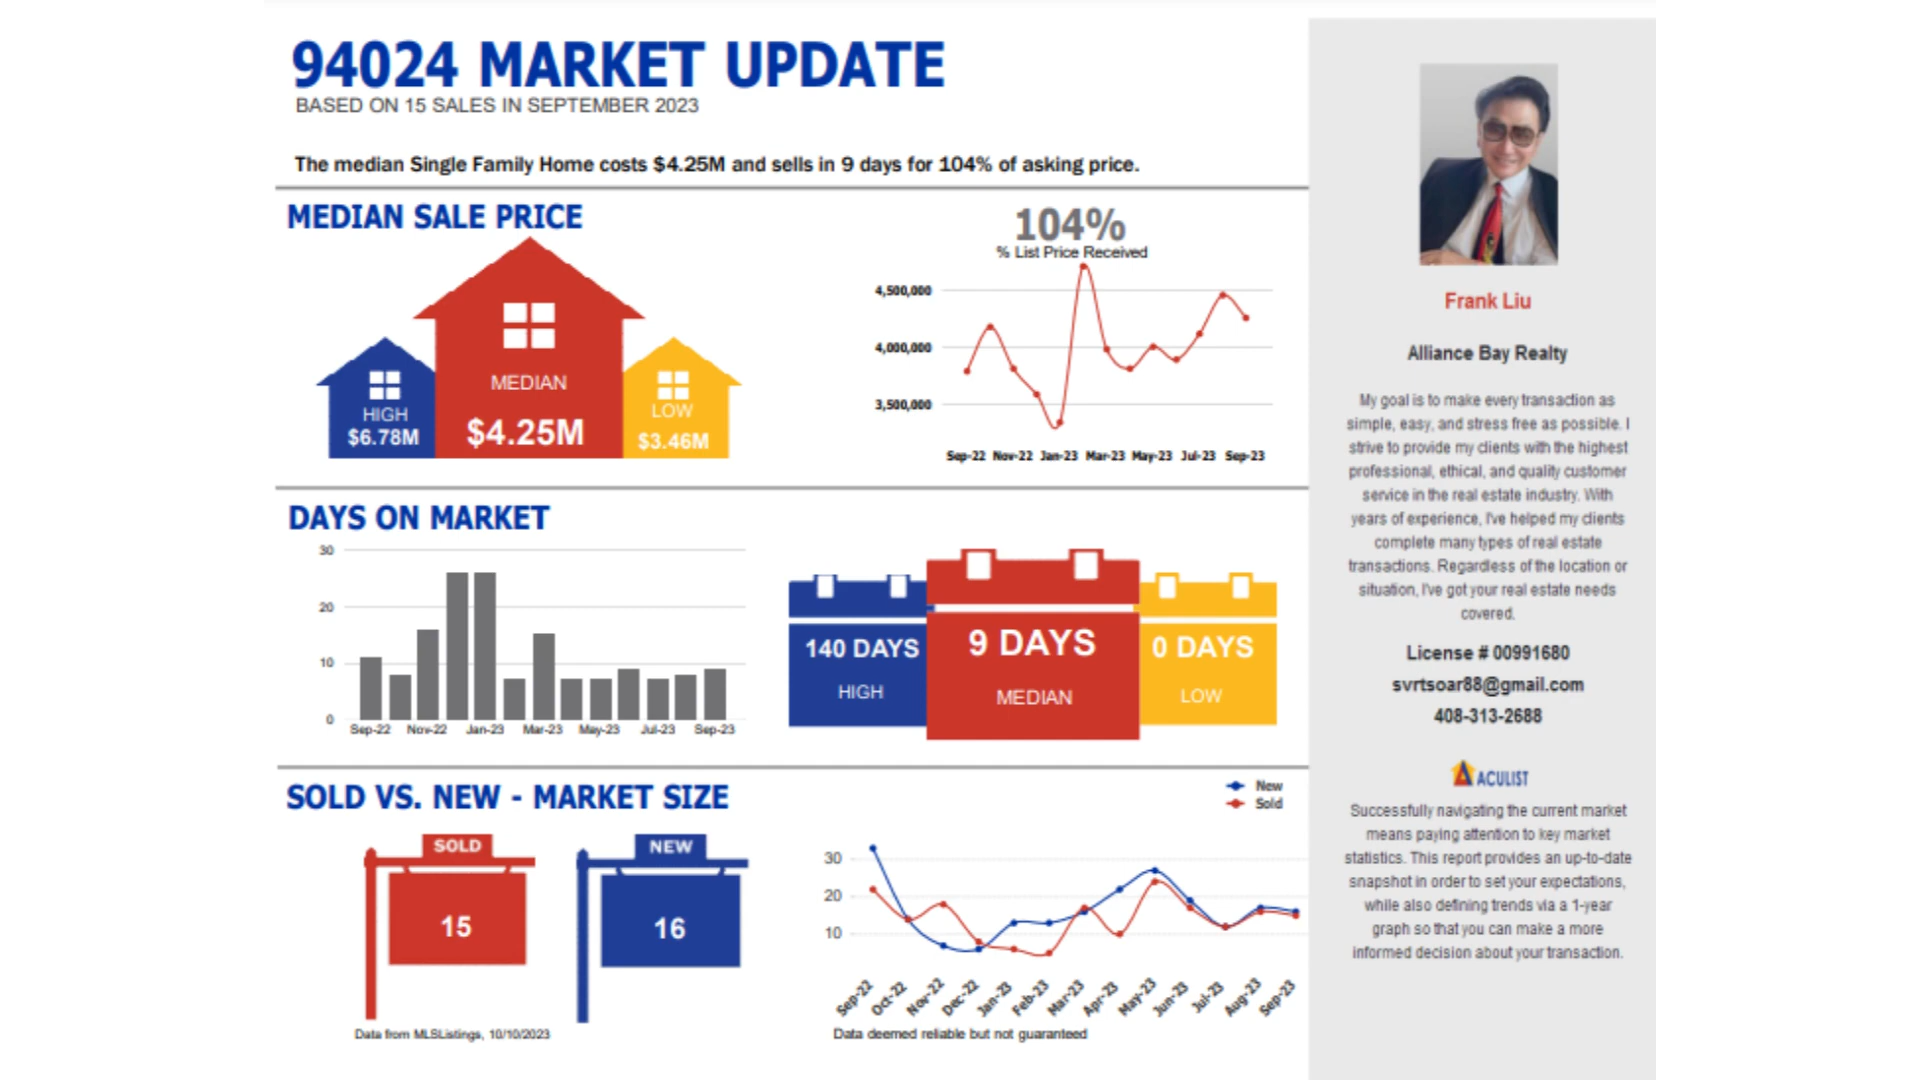 94024 MARKET UPDATE
BASED ON 15 SALES IN SEPTEMBER 2023
The median Single Family Home costs $4.25M and sells in 9 days for 104% of asking price.
MEDIAN SALE PRICE
HIGH
$6.78M
MEDIAN
$4.25M
LOW
$3.46M
104%
% List Price Received
4,500,000
4,000,000
3,500,000
Sep-22 Nov-22 Jan-23 Mar-23 May-23 Jul-23 Sep-23
DAYS ON MARKET
30
20
10
0
Sep-22 Nov-22 Jan-23 Mar-23 May-23 Jul-23 Sep-23
140 DAYS
HIGH
9 DAYS
MEDIAN
0 DAYS
LOW
SOLD VS. NEW - MARKET SIZE
SOLD
15
NEW
16
New
Sold
30
20
10
Sep-22 Oct-22 Nov-22 Dec-22 Jan-23 Feb-23 Mar-23 Apr-23 May-23 Jun-23 Jul-23 Aug-23 Sep-23
Data from MLSListings, 10/10/2023
Data deemed reliable but not guaranteed
Frank Liu
Alliance Bay Realty
My goal is to make every transaction as
simple, easy, and stress free as possible. I
strive to provide my clients with the highest
professional, ethical, and quality customer
service in the real estate industry. With
years of experience, I've helped my clients
complete many types of real estate
transactions. Regardless of the location or
situation, I've got your real estate needs
covered.
License # 00991680
svrtsoar88@gmail.com
408-313-2688
ACULIST
Successfully navigating the current market
means paying attention to key market
statistics. This report provides an up-to-date
snapshot in order to set your expectations,
while also defining trends via a 1-year
graph so that you can make a more
informed decision about your transaction.